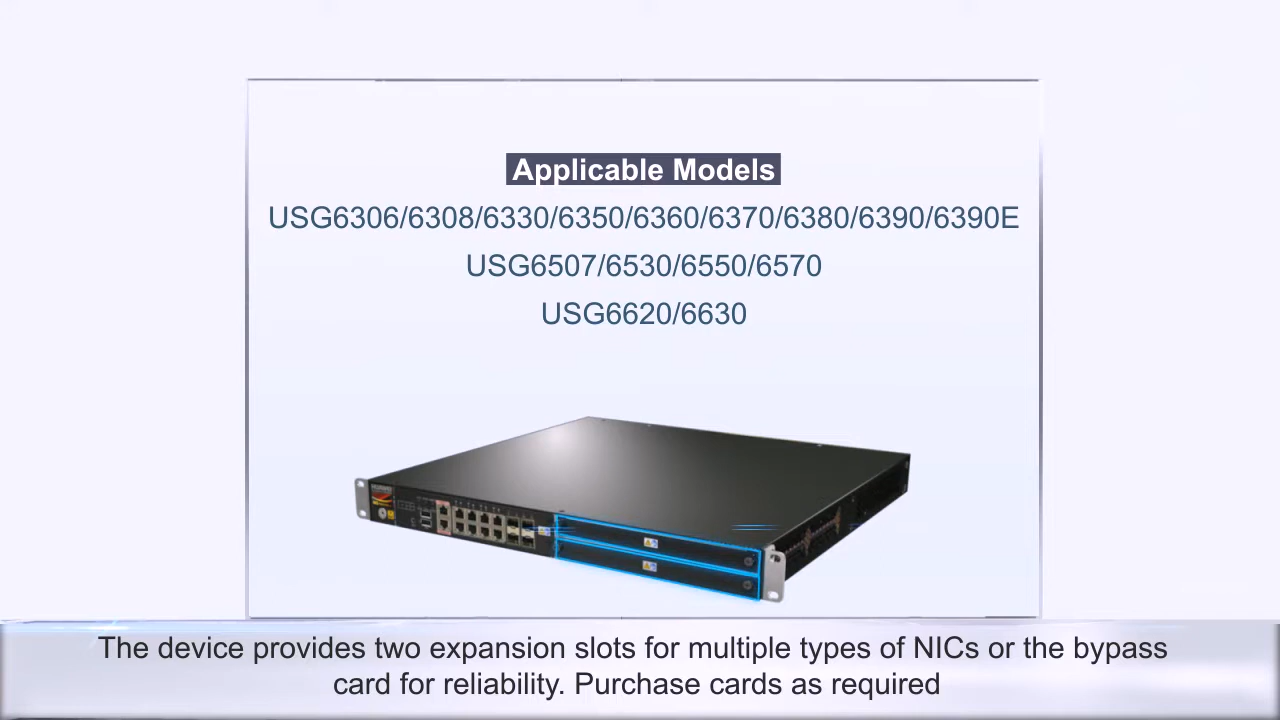 Applicable Models
USG6306/6308/6330/6350/6360/6370/6380/6390/6390E
USG6507/6530/6550/6570
USG6620/6630
The device provides two expansion slots for multiple types of NICs or the bypass
card for reliability. Purchase cards as required